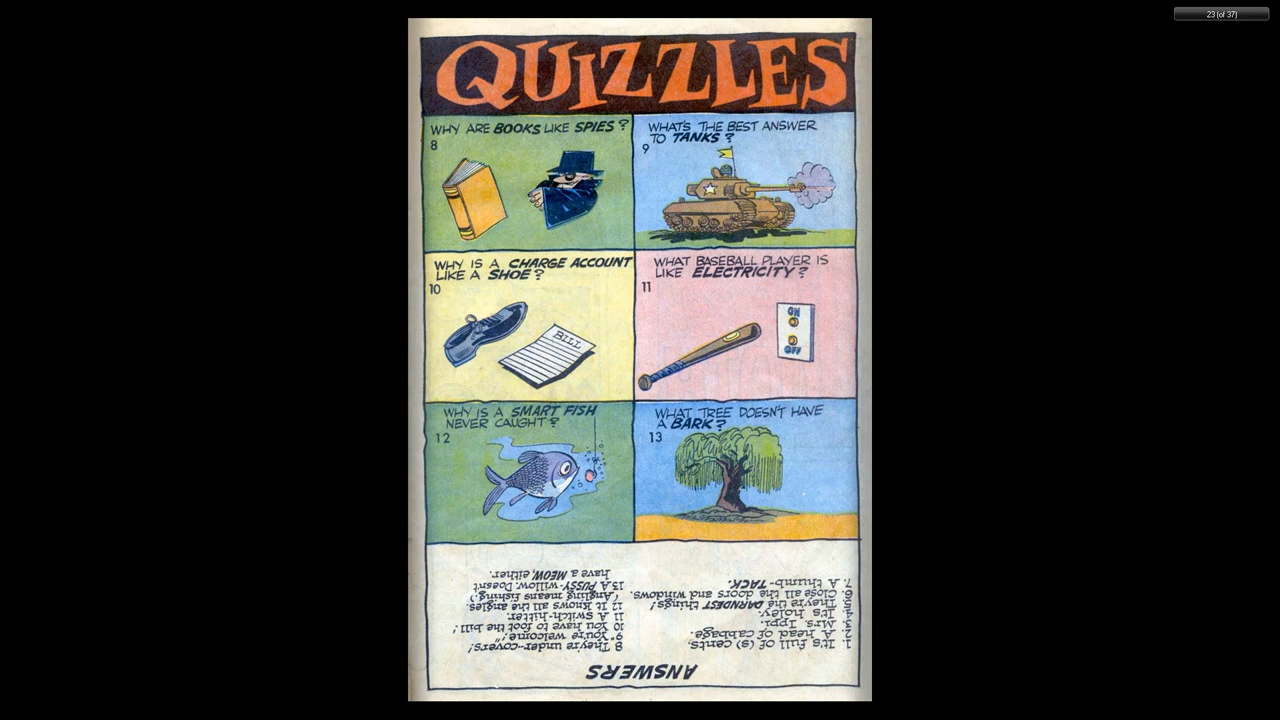 23 (of 37)
QUIZZLES
WHY ARE BOOKS LIKE SPIES?
8
WHAT'S THE BEST ANSWER
TO TANKS?
9
WHY IS A CHARGE ACCOUNT
LIKE A SHOE?
10
BILL
WHAT BASEBALL PLAYER IS
LIKE ELECTRICITY?
11
ON
OFF
WHY IS A SMART FISH
NEVER CAUGHT?
12
WHAT TREE DOESN'T HAVE
A BARK?
13
ANSWERS
1. It's full of (s) cents.
2. A head of cabbage.
3. Mrs. Ippi.
4. It's holey.
5. They're the DARNDEST things!
6. Close all the doors and windows.
7. A thumb-TACK.
8 They're under-covers!
9 "You're welcome!"
10 You have to foot the bill!
11 A switch-hitter.
12 It knows all the angles.
(Angling means fishing.)
13 A PUSSY-willow. Doesn't
have a MEOW, either.